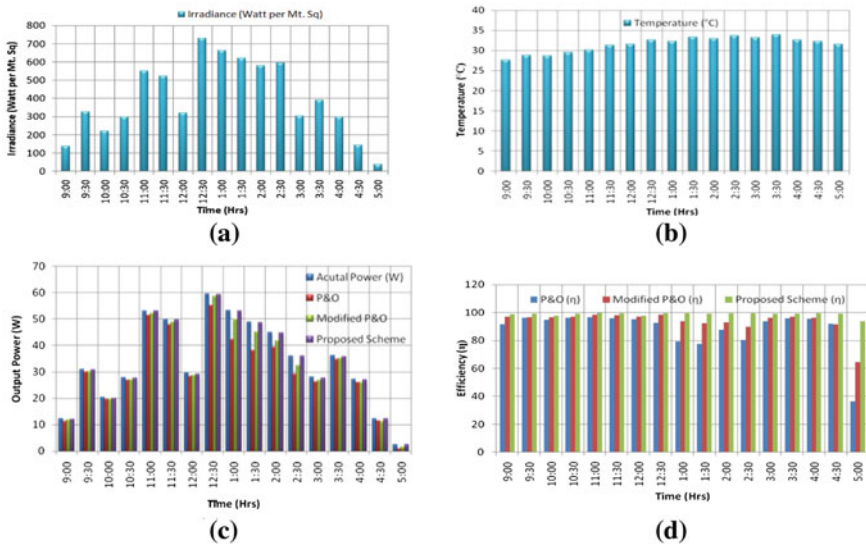 (a)
Irradiance (Watt per Mt. Sq)
Irradiance (Watt per Mt. Sq)
800
700
600
500
400
300
200
100
0
9:00 9:30 10:00 10:30 11:00 11:30 12:00 12:30 1:00 1:30 2:00 2:30 3:00 3:30 4:00 4:30 5:00
Time (Hrs)
(b)
Temperature (°C)
Temperature (°C)
40
35
30
25
20
15
10
5
0
9:00 9:30 10:00 10:30 11:00 11:30 12:00 12:30 1:00 1:30 2:00 2:30 3:00 3:30 4:00 4:30 5:00
Time (Hrs)
(c)
Output Power (W)
70
60
50
40
30
20
10
0
Acutal Power (W)
P&O
Modified P&O
Proposed Scheme
9:00 9:30 10:00 10:30 11:00 11:30 12:00 12:30 1:00 1:30 2:00 2:30 3:00 3:30 4:00 4:30 5:00
Time (Hrs)
(d)
P&O (η) Modified P&O (η) Proposed Scheme (η)
Efficiency (η)
120
100
80
60
40
20
0
9:00 9:30 10:00 10:30 11:00 11:30 12:00 12:30 1:00 1:30 2:00 2:30 3:00 3:30 4:00 4:30 5:00
Time (Hrs)